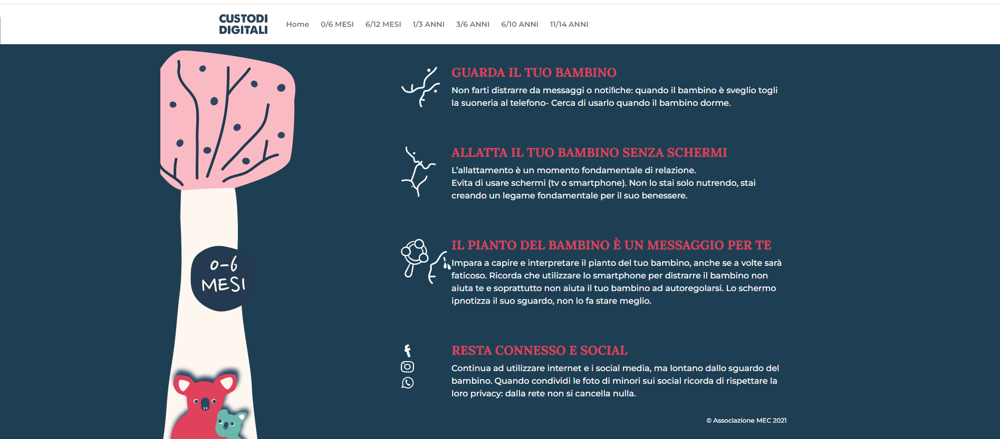 CUSTODI
DIGITALI
Home 0/6 MESI 6/12 MESI 1/3 ANNI 3/6 ANNI 6/10 ANNI 11/14 ANNI
GUARDA IL TUO BAMBINO
Non farti distrarre da messaggi o notifiche: quando il bambino è sveglio togli
la suoneria al telefono- Cerca di usarlo quando il bambino dorme.
ALLATTA IL TUO BAMBINO SENZA SCHERMI
L’allattamento è un momento fondamentale di relazione.
Evita di usare schermi (tv o smartphone). Non lo stai solo nutrendo, stai
creando un legame fondamentale per il suo benessere.
0-6
MESI
IL PIANTO DEL BAMBINO È UN MESSAGGIO PER TE
Impara a capire e interpretare il pianto del tuo bambino, anche se a volte sarà
faticoso. Ricorda che utilizzare lo smartphone per distrarre il bambino non
aiuta te e soprattutto non aiuta il tuo bambino ad autoregolarsi. Lo schermo
ipnotizza il suo sguardo, non lo fa stare meglio.
RESTA CONNESSO E SOCIAL
Continua ad utilizzare internet e i social media, ma lontano dallo sguardo del
bambino. Quando condividi le foto di minori sui social ricorda di rispettare la
loro privacy: dalla rete non si cancella nulla.
© Associazione MEC 2021